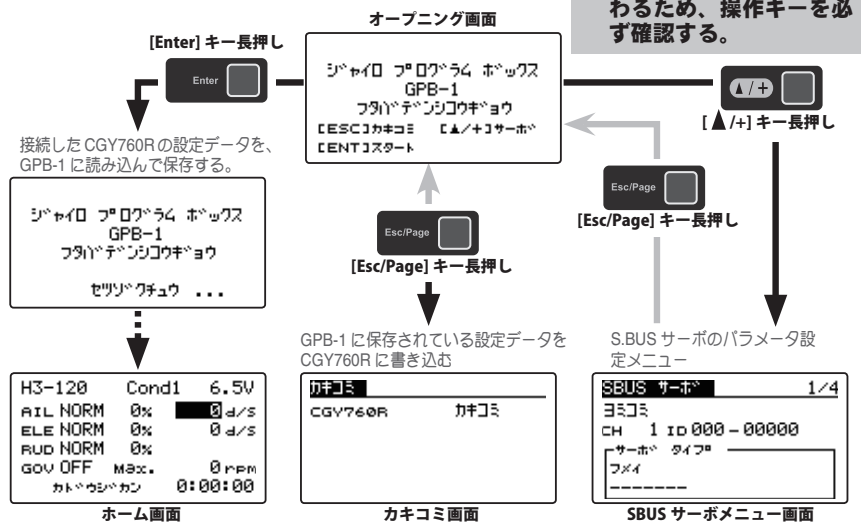 わるため、操作キーを必
ず確認する。
オープニング画面
[Enter] キー長押し
Enter
ジャイロ プログラム ボックス
GPB-1
フタバデンシコウギョウ
[ESC]カキコミ [▲/+]サーボ
[ENT]スタート
▲/+
[▲/+] キー長押し
接続した CGY760R の設定データを、
GPB-1 に読み込んで保存する。
ジャイロ プログラム ボックス
GPB-1
フタバデンシコウギョウ
セツゾクチュウ ...
Esc/Page
[Esc/Page] キー長押し
Esc/Page
[Esc/Page] キー長押し
GPB-1 に保存されている設定データを
CGY760R に書き込む
S.BUS サーボのパラメータ設
定メニュー
H3-120 Cond1 6.5V
AIL NORM 0% 0 d/s
ELE NORM 0% 0 d/s
RUD NORM 0%
GOV OFF Max. 0 rpm
カドウジカン 0:00:00
ホーム画面
カキコミ
CGY760R カキコミ
カキコミ画面
SBUS サーボ 1/4
ヨミコミ
CH 1 ID 000 - 00000
サーボ タイプ
フメイ
-------
SBUS サーボメニュー画面